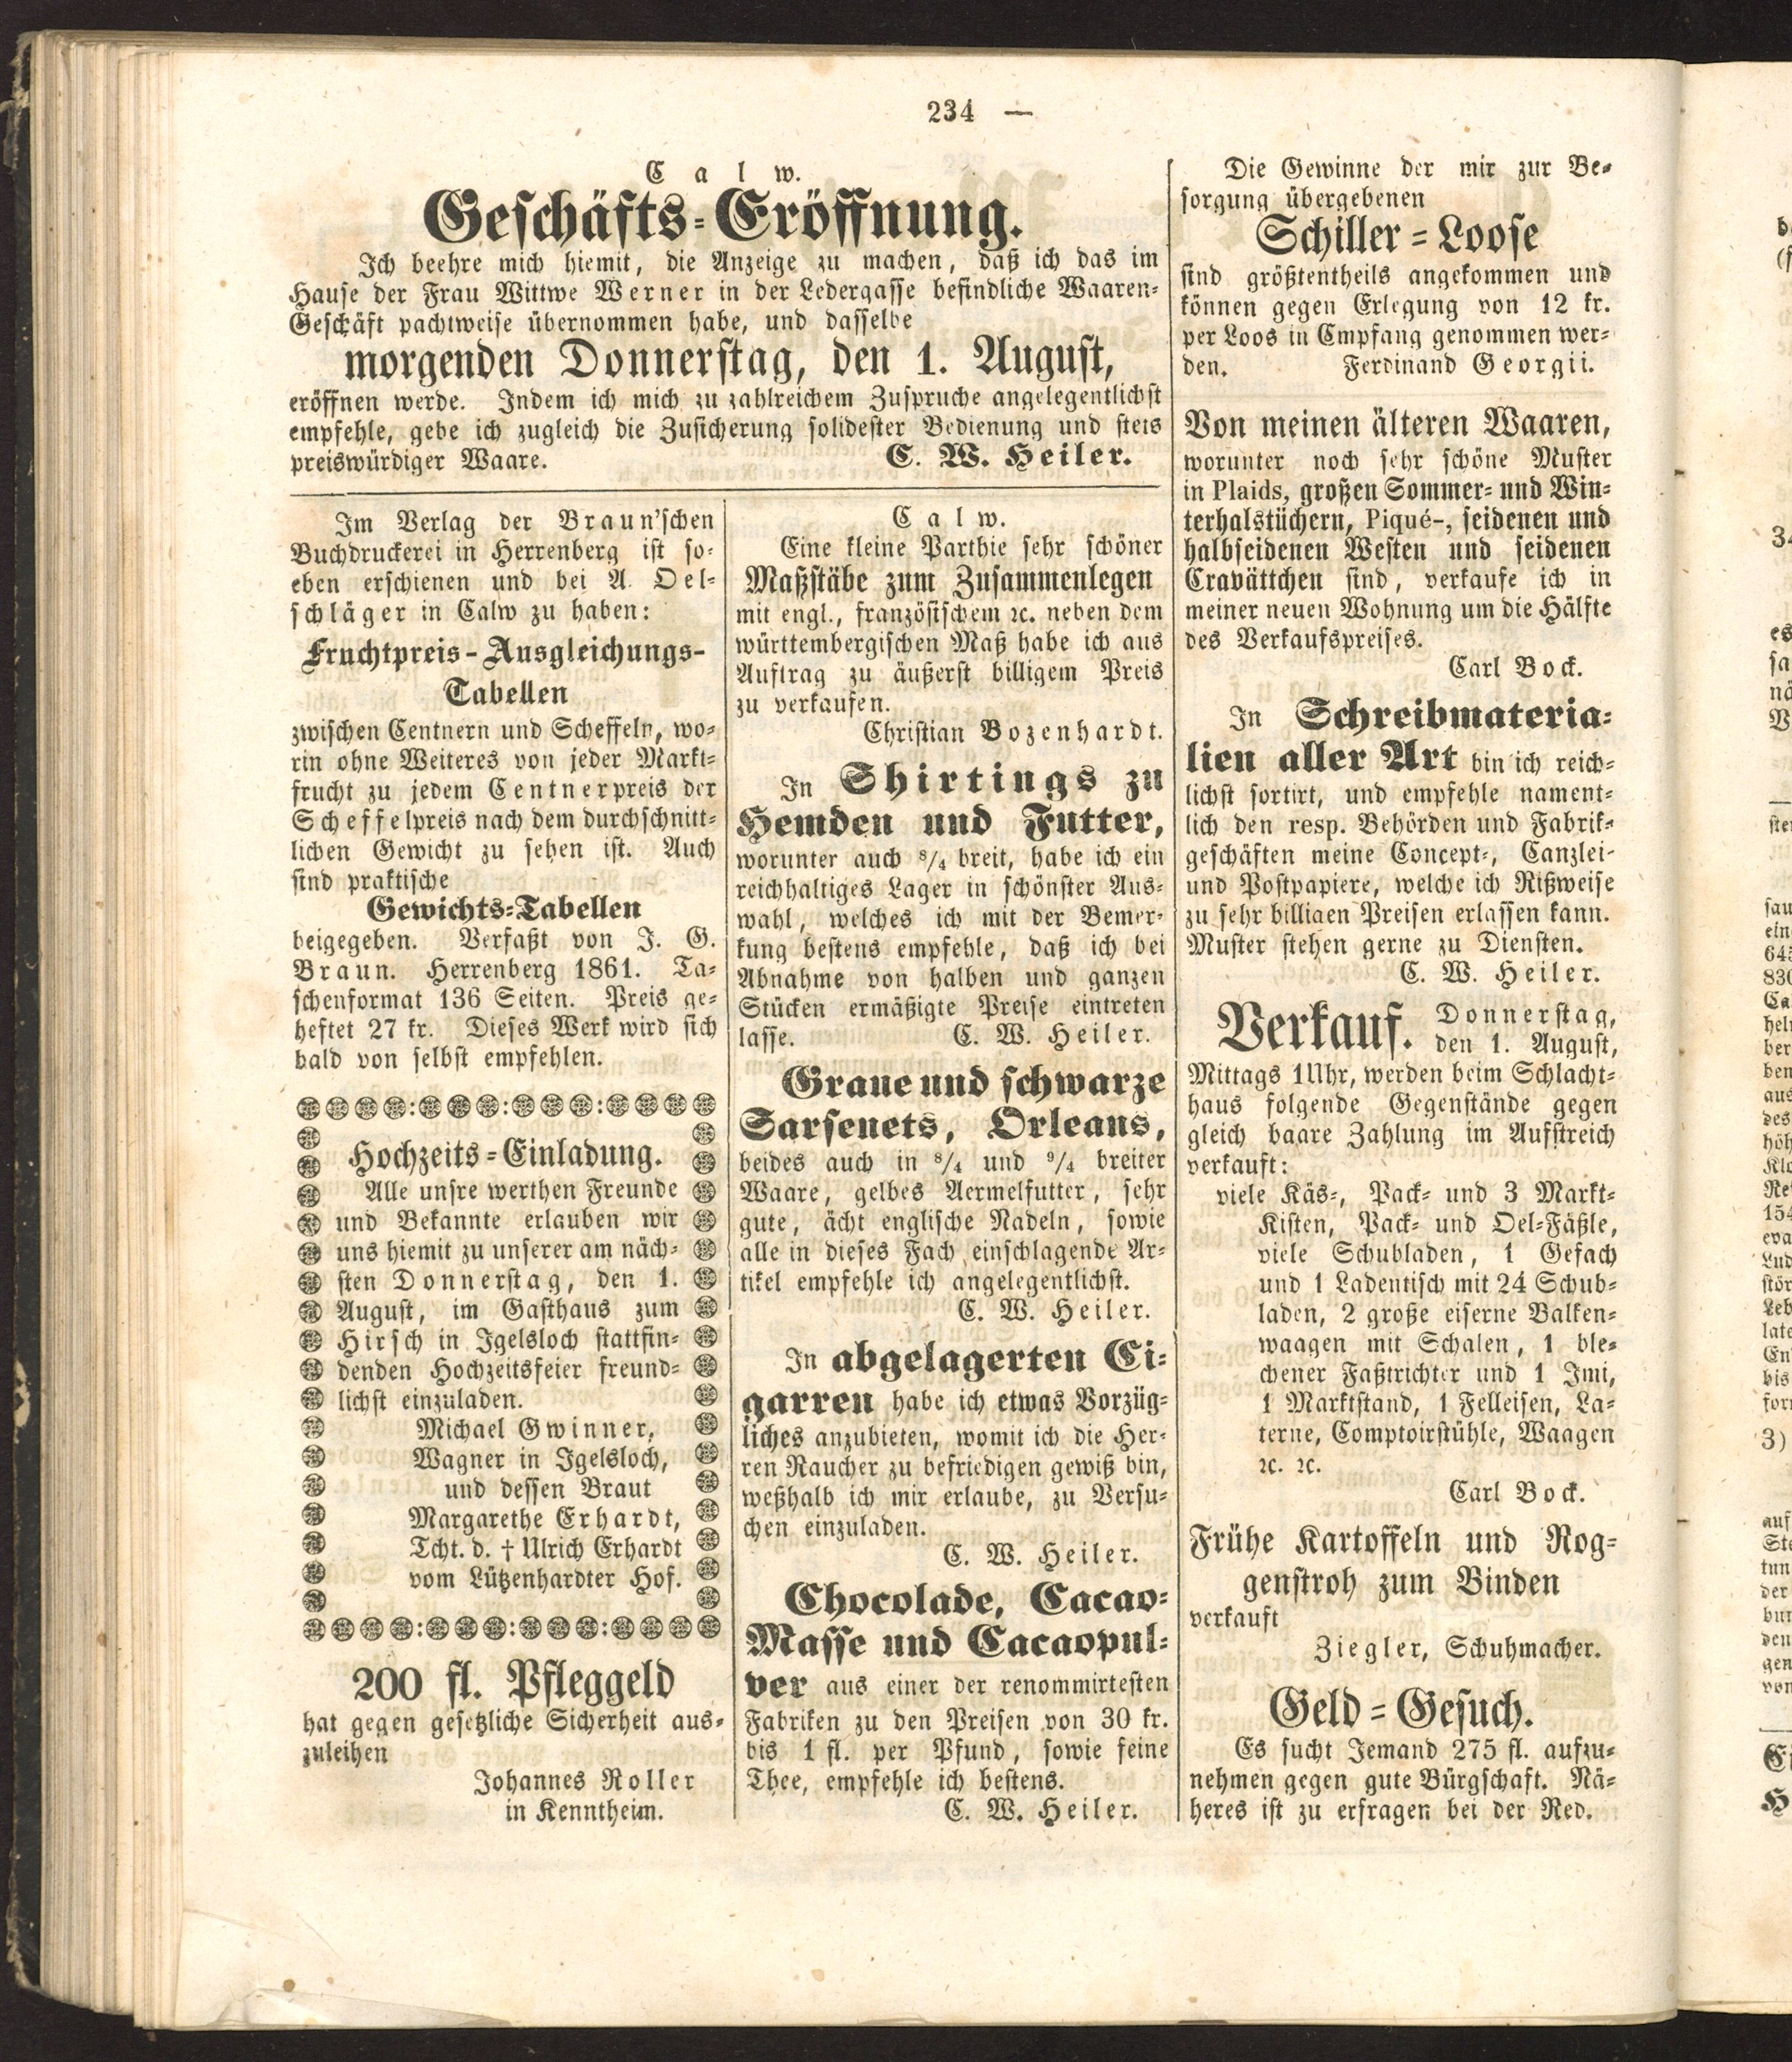 234 —
Calw.
Geschäfts-Eröffnung.
Ich beehre mich hiemit, die Anzeige zu machen, daß ich das im
Hause der Frau Wittwe Werner in der Ledergasse befindliche Waaren-
Geschäft pachtweise übernommen habe, und dasselbe
morgenden Donnerstag, den 1. August,
eröffnen werde. Indem ich mich zu zahlreichem Zuspruche angelegentlichst
empfehle, gebe ich zugleich die Zusicherung solidester Bedienung und stets
preiswürdiger Waare. C. W. Heiler.
Im Verlag der Braun'schen
Buchdruckerei in Herrenberg ist so-
eben erschienen und bei A. Oel-
schläger in Calw zu haben:
Fruchtpreis-Ausgleichungs-
Tabellen
zwischen Centnern und Scheffeln, wo-
rin ohne Weiteres von jeder Markt-
frucht zu jedem Centnerpreis der
Scheffelpreis nach dem durchschnitt-
lichen Gewicht zu sehen ist. Auch
sind praktische
Gewichts-Tabellen
beigegeben. Verfaßt von J. G.
Braun. Herrenberg 1861. Ta-
schenformat 136 Seiten. Preis ge-
heftet 27 kr. Dieses Werk wird sich
bald von selbst empfehlen.
Hochzeits-Einladung.
Alle unsre werthen Freunde
und Bekannte erlauben wir
uns hiemit zu unserer am näch-
sten Donnerstag, den 1.
August, im Gasthaus zum
Hirsch in Igelsloch stattfin-
denden Hochzeitsfeier freund-
lichst einzuladen.
Michael Gwinner,
Wagner in Igelsloch,
und dessen Braut
Margarethe Erhardt,
Tcht. d. † Ulrich Erhardt
vom Lützenhardter Hof.
200 fl. Pfleggeld
hat gegen gesetzliche Sicherheit aus-
zuleihen
Johannes Roller
in Kenntheim.
Calw.
Eine kleine Parthie sehr schöner
Maßstäbe zum Zusammenlegen
mit engl., französischem ꝛc. neben dem
württembergischen Maß habe ich aus
Auftrag zu äußerst billigem Preis
zu verkaufen.
Christian Bozenhardt.
In Shirtings zu
Hemden und Futter,
worunter auch 8/4 breit, habe ich ein
reichhaltiges Lager in schönster Aus-
wahl, welches ich mit der Bemer-
kung bestens empfehle, daß ich bei
Abnahme von halben und ganzen
Stücken ermäßigte Preise eintreten
lasse. C. W. Heiler.
Graue und schwarze
Sarsenets, Orleans,
beides auch in 8/4 und 9/4 breiter
Waare, gelbes Aermelfutter, sehr
gute, ächt englische Nadeln, sowie
alle in dieses Fach einschlagende Ar-
tikel empfehle ich angelegentlichst.
C. W. Heiler.
In abgelagerten Ci-
garren habe ich etwas Vorzüg-
liches anzubieten, womit ich die Her-
ren Raucher zu befriedigen gewiß bin,
weßhalb ich mir erlaube, zu Versu-
chen einzuladen.
C. W. Heiler.
Chocolade, Cacao-
Masse und Cacaopul-
ver aus einer der renommirtesten
Fabriken zu den Preisen von 30 kr.
bis 1 fl. per Pfund, sowie feine
Thee, empfehle ich bestens.
C. W. Heiler.
Die Gewinne der mir zur Be-
sorgung übergebenen
Schiller-Loose
sind größtentheils angekommen und
können gegen Erlegung von 12 kr.
per Loos in Empfang genommen wer-
den. Ferdinand Georgii.
Von meinen älteren Waaren,
worunter noch sehr schöne Muster
in Plaids, großen Sommer- und Win-
terhalstüchern, Piqué-, seidenen und
halbseidenen Westen und seidenen
Cravättchen sind, verkaufe ich in
meiner neuen Wohnung um die Hälfte
des Verkaufspreises.
Carl Bock.
In Schreibmateria-
lien aller Art bin ich reich-
lichst sortirt, und empfehle nament-
lich den resp. Behörden und Fabrik-
geschäften meine Concept-, Canzlei-
und Postpapiere, welche ich Rißweise
zu sehr billigen Preisen erlassen kann.
Muster stehen gerne zu Diensten.
C. W. Heiler.
Verkauf. Donnerstag,
den 1. August,
Mittags 1 Uhr, werden beim Schlacht-
haus folgende Gegenstände gegen
gleich baare Zahlung im Aufstreich
verkauft:
viele Käs-, Pack- und 3 Markt-
Kisten, Pack- und Oel-Fäßle,
viele Schubladen, 1 Gefach
und 1 Ladentisch mit 24 Schub-
laden, 2 große eiserne Balken-
waagen mit Schalen, 1 ble-
chener Faßtrichter und 1 Imi,
1 Marktstand, 1 Felleisen, La-
terne, Comptoirstühle, Waagen
ꝛc. ꝛc.
Carl Bock.
Frühe Kartoffeln und Rog-
genstroh zum Binden
verkauft
Ziegler, Schuhmacher.
Geld-Gesuch.
Es sucht Jemand 275 fl. aufzu-
nehmen gegen gute Bürgschaft. Nä-
heres ist zu erfragen bei der Red.